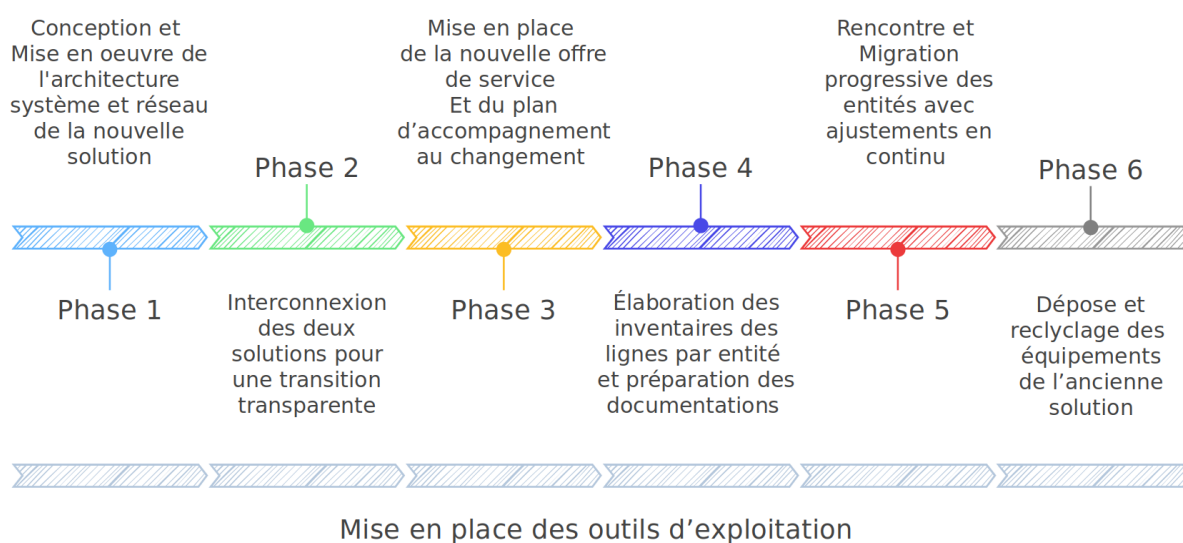 Conception et
Mise en oeuvre de
l'architecture
système et réseau
de la nouvelle
solution
Phase 1
Phase 2
Interconnexion
des deux
solutions pour
une transition
transparente
Mise en place
de la nouvelle offre
de service
Et du plan
d’accompagnement
au changement
Phase 3
Phase 4
Élaboration des
inventaires des
lignes par entité
et préparation des
documentations
Rencontre et
Migration
progressive des
entités avec
ajustements en
continu
Phase 5
Phase 6
Dépose et
reclyclage des
équipements
de l’ancienne
solution
Mise en place des outils d’exploitation